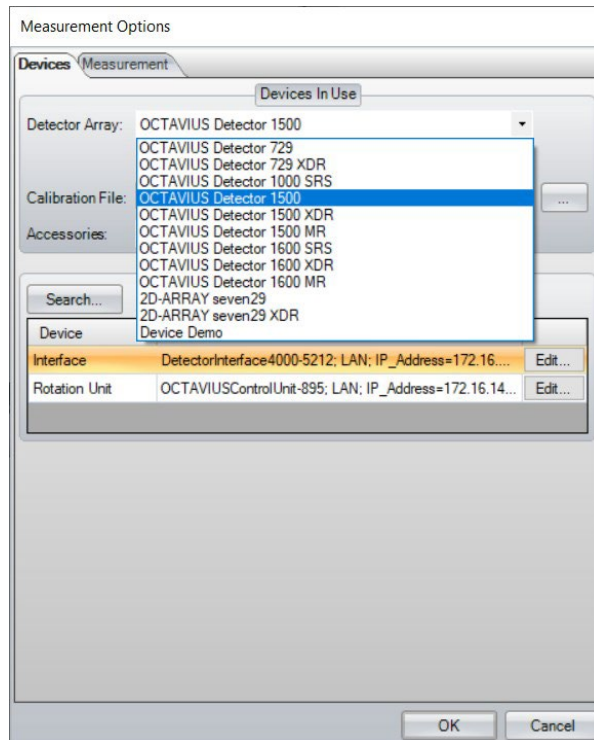 Measurement Options
Devices Measurement
Devices In Use
Detector Array: OCTAVIUS Detector 1500
OCTAVIUS Detector 729
OCTAVIUS Detector 729 XDR
OCTAVIUS Detector 1000 SRS
Calibration File: OCTAVIUS Detector 1500 ...
OCTAVIUS Detector 1500 XDR
Accessories: OCTAVIUS Detector 1500 MR
OCTAVIUS Detector 1600 SRS
OCTAVIUS Detector 1600 XDR
OCTAVIUS Detector 1600 MR
Search... 2D-ARRAY seven29
2D-ARRAY seven29 XDR
Device Device Demo
Interface DetectorInterface4000-5212; LAN; IP_Address=172.16.... Edit...
Rotation Unit OCTAVIUSControlUnit-895; LAN; IP_Address=172.16.14... Edit...
OK Cancel